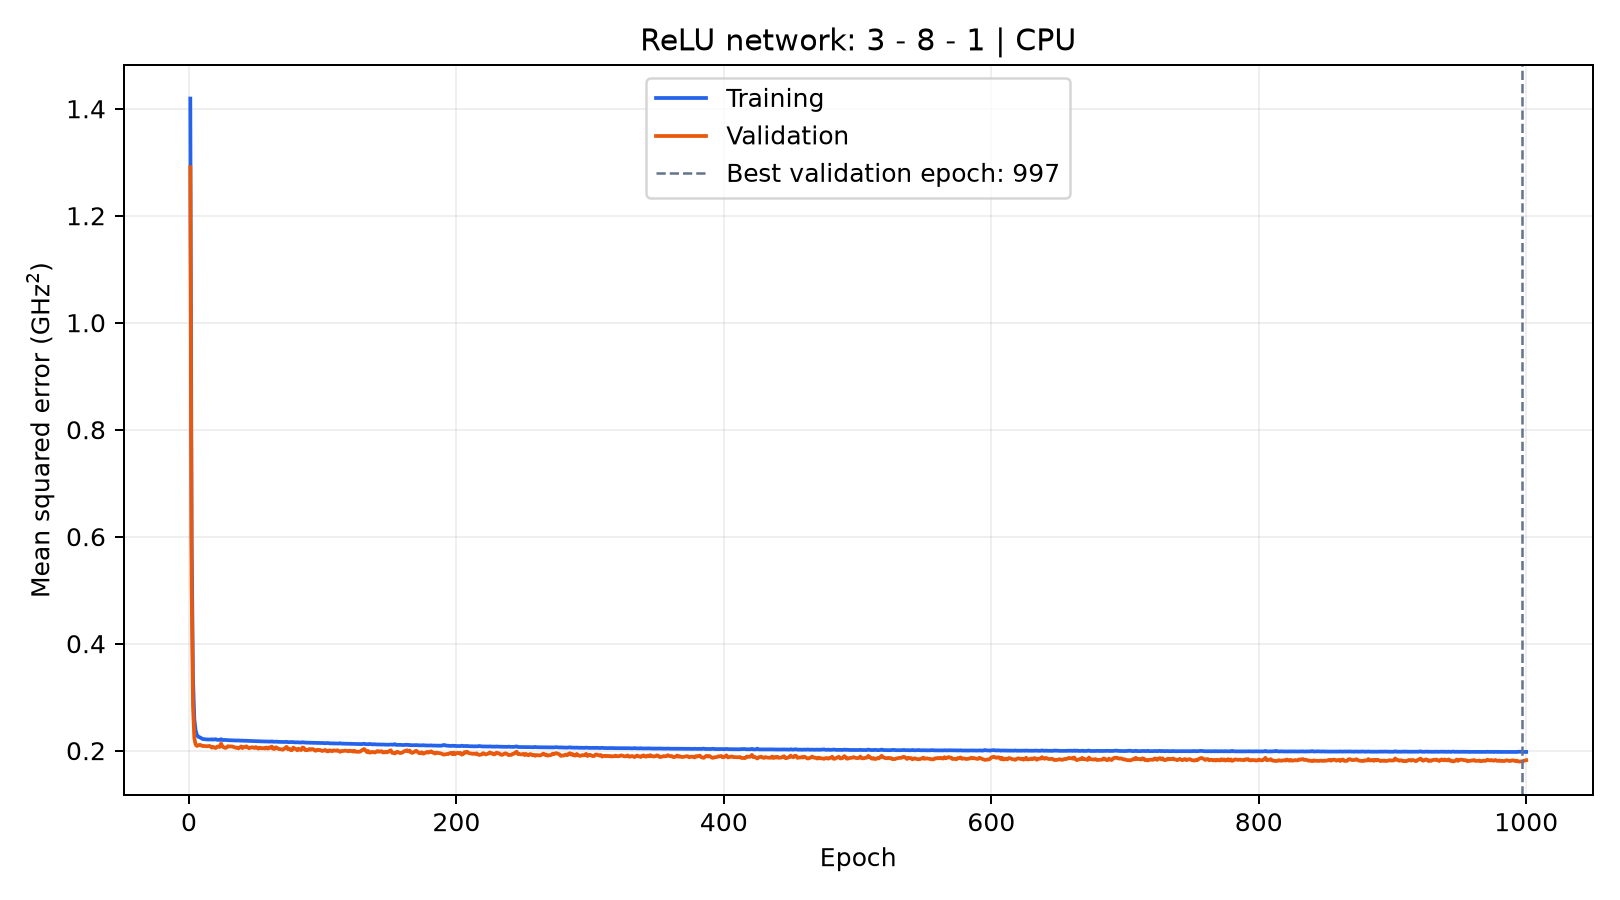 ReLU network: 3 - 8 - 1 | CPU
Training
Validation
Best validation epoch: 997
Mean squared error (GHz²)
1.4
1.2
1.0
0.8
0.6
0.4
0.2
0 200 400 600 800 1000
Epoch